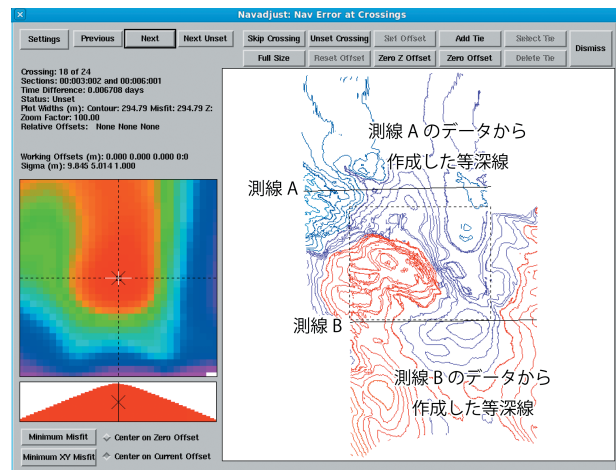 Navadjust: Nav Error at Crossings
Settings Previous Next Next Unset Skip Crossing Unset Crossing Set Offset Add Tie Select Tie Dismiss
Full Size Reset Offset Zero Z Offset Zero Offset Delete Tie
Crossing: 18 of 24
Sections: 00:003:002 and 00:006:001
Time Difference: 0.006708 days
Status: Unset
Plot Widths (m): Contour: 294.79 Misfit: 294.79 Z:
Zoom Factor: 100.00
Relative Offsets: None None None
Working Offsets (m): 0.000 0.000 0.000 0:0
Sigma (m): 9.845 5.014 1.000
測線 A のデータから
作成した等深線
測線 A
測線 B
測線 B のデータから
作成した等深線
Minimum Misfit Center on Zero Offset
Minimum XY Misfit Center on Current Offset